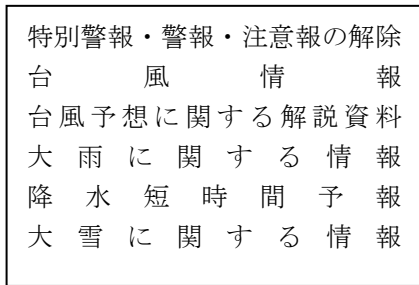 特別警報・警報・注意報の解除
台風情報
台風予想に関する解説資料
大雨に関する情報
降水短時間予報
大雪に関する情報